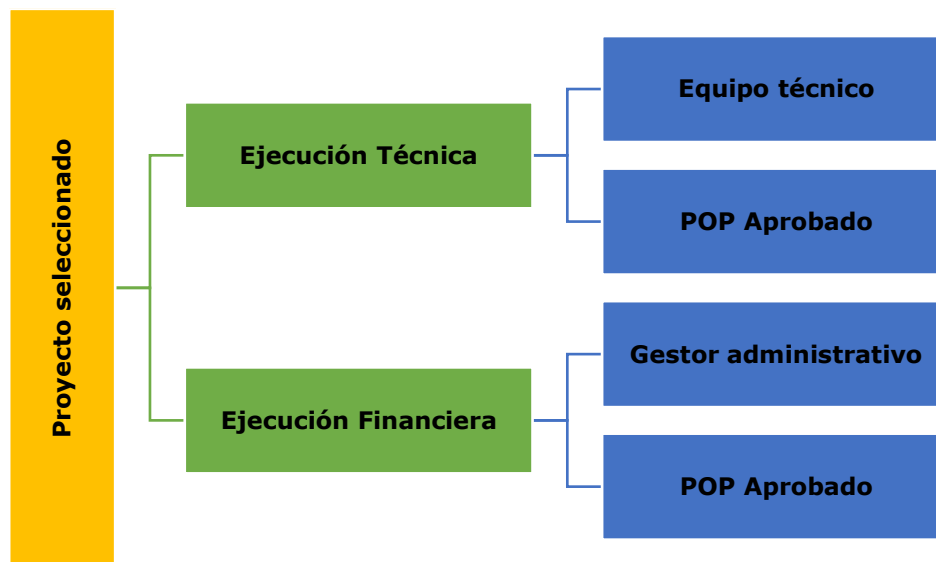 Proyecto seleccionado
Ejecución Técnica
Equipo técnico
POP Aprobado
Ejecución Financiera
Gestor administrativo
POP Aprobado